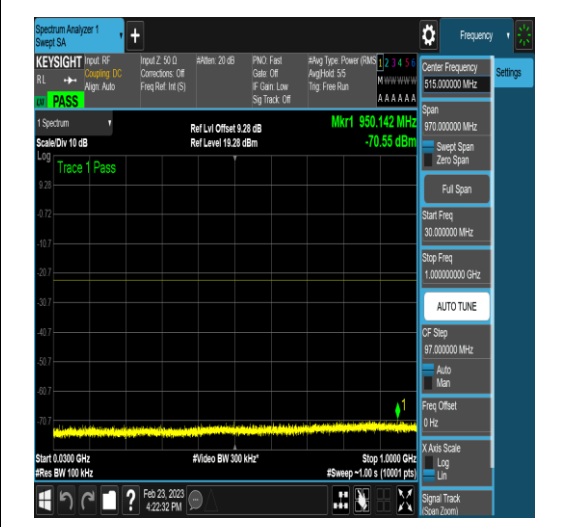 Spectrum Analyzer 1
Swept SA
+
Frequency
KEYSIGHT
RL
PASS
Input: RF
Coupling: DC
Align: Auto
Input Z: 50 Ω
Corrections: Off
Freq Ref: Int (S)
#Atten: 20 dB
PNO: Fast
Gate: Off
IF Gain: Low
Sig Track: Off
#Avg Type: Power (RMS
Avg|Hold: 5/5
Trig: Free Run
1 2 3 4 5 6
M W W W W W
A A A A A A
1 Spectrum
Scale/Div 10 dB
Ref Lvl Offset 9.28 dB
Ref Level 19.28 dBm
Mkr1 950.142 MHz
-70.55 dBm
Log
Trace 1 Pass
9.28
-0.72
-10.7
-20.7
-30.7
-40.7
-50.7
-60.7
-70.7
1
Start 0.0300 GHz
#Res BW 100 kHz
#Video BW 300 kHz*
Stop 1.0000 GHz
#Sweep ~1.00 s (10001 pts)
Feb 23, 2023
4:22:32 PM
Center Frequency
515.000000 MHz
Settings
Span
970.000000 MHz
Swept Span
Zero Span
Full Span
Start Freq
30.000000 MHz
Stop Freq
1.000000000 GHz
AUTO TUNE
CF Step
97.000000 MHz
Auto
Man
Freq Offset
0 Hz
X Axis Scale
Log
Lin
Signal Track
(Span Zoom)